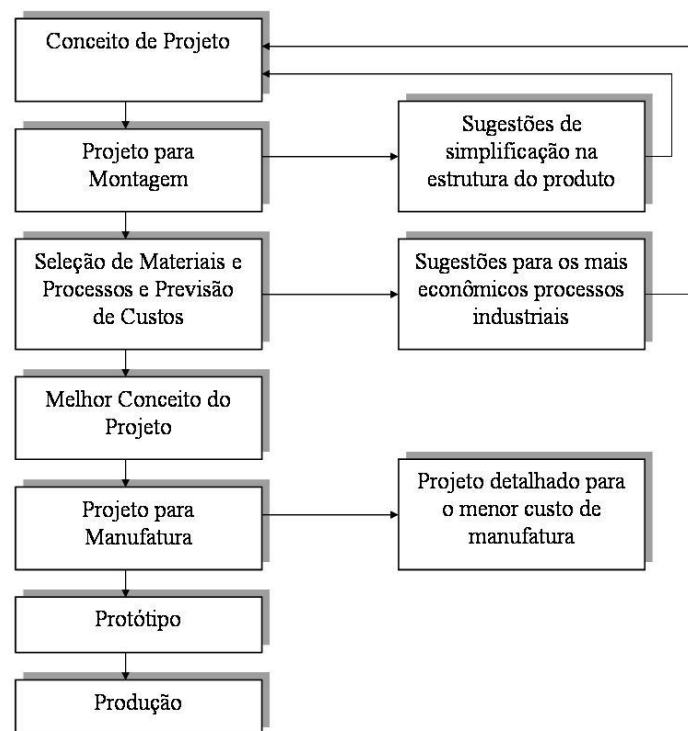 Conceito de Projeto
Projeto para
Montagem
Sugestões de
simplificação na
estrutura do produto
Seleção de Materiais e
Processos e Previsão
de Custos
Sugestões para os mais
econômicos processos
industriais
Melhor Conceito do
Projeto
Projeto para
Manufatura
Projeto detalhado para
o menor custo de
manufatura
Protótipo
Produção